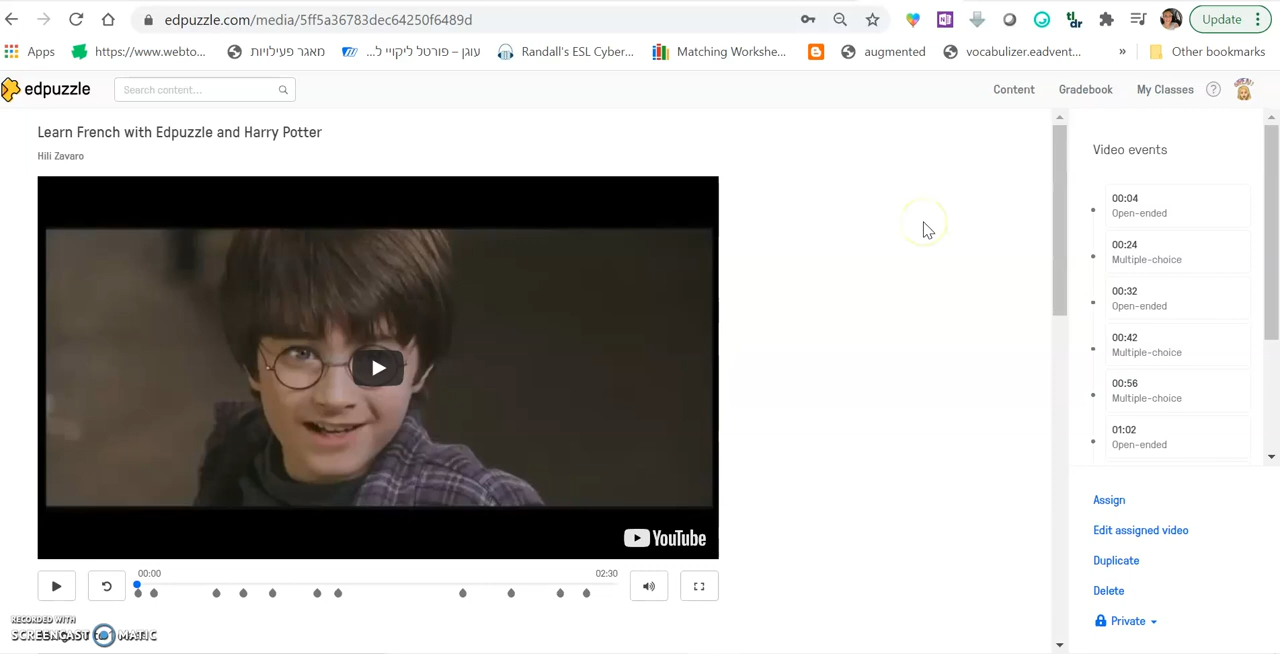 edpuzzle.com/media/5ff5a36783dec64250f6489d
Update
Apps
https://www.webto...
מאגר פעילויות
עוגן – פורטל ליקויי ל...
Randall's ESL Cyber...
Matching Workshe...
augmented
vocabulizer.eadvent...
»
Other bookmarks
edpuzzle
Search content...
Content
Gradebook
My Classes
?
Learn French with Edpuzzle and Harry Potter
Hili Zavaro
YouTube
00:00
02:30
Video events
00:04
Open-ended
00:24
Multiple-choice
00:32
Open-ended
00:42
Multiple-choice
00:56
Multiple-choice
01:02
Open-ended
Assign
Edit assigned video
Duplicate
Delete
Private
RECORDED WITH
SCREENCAST MATIC